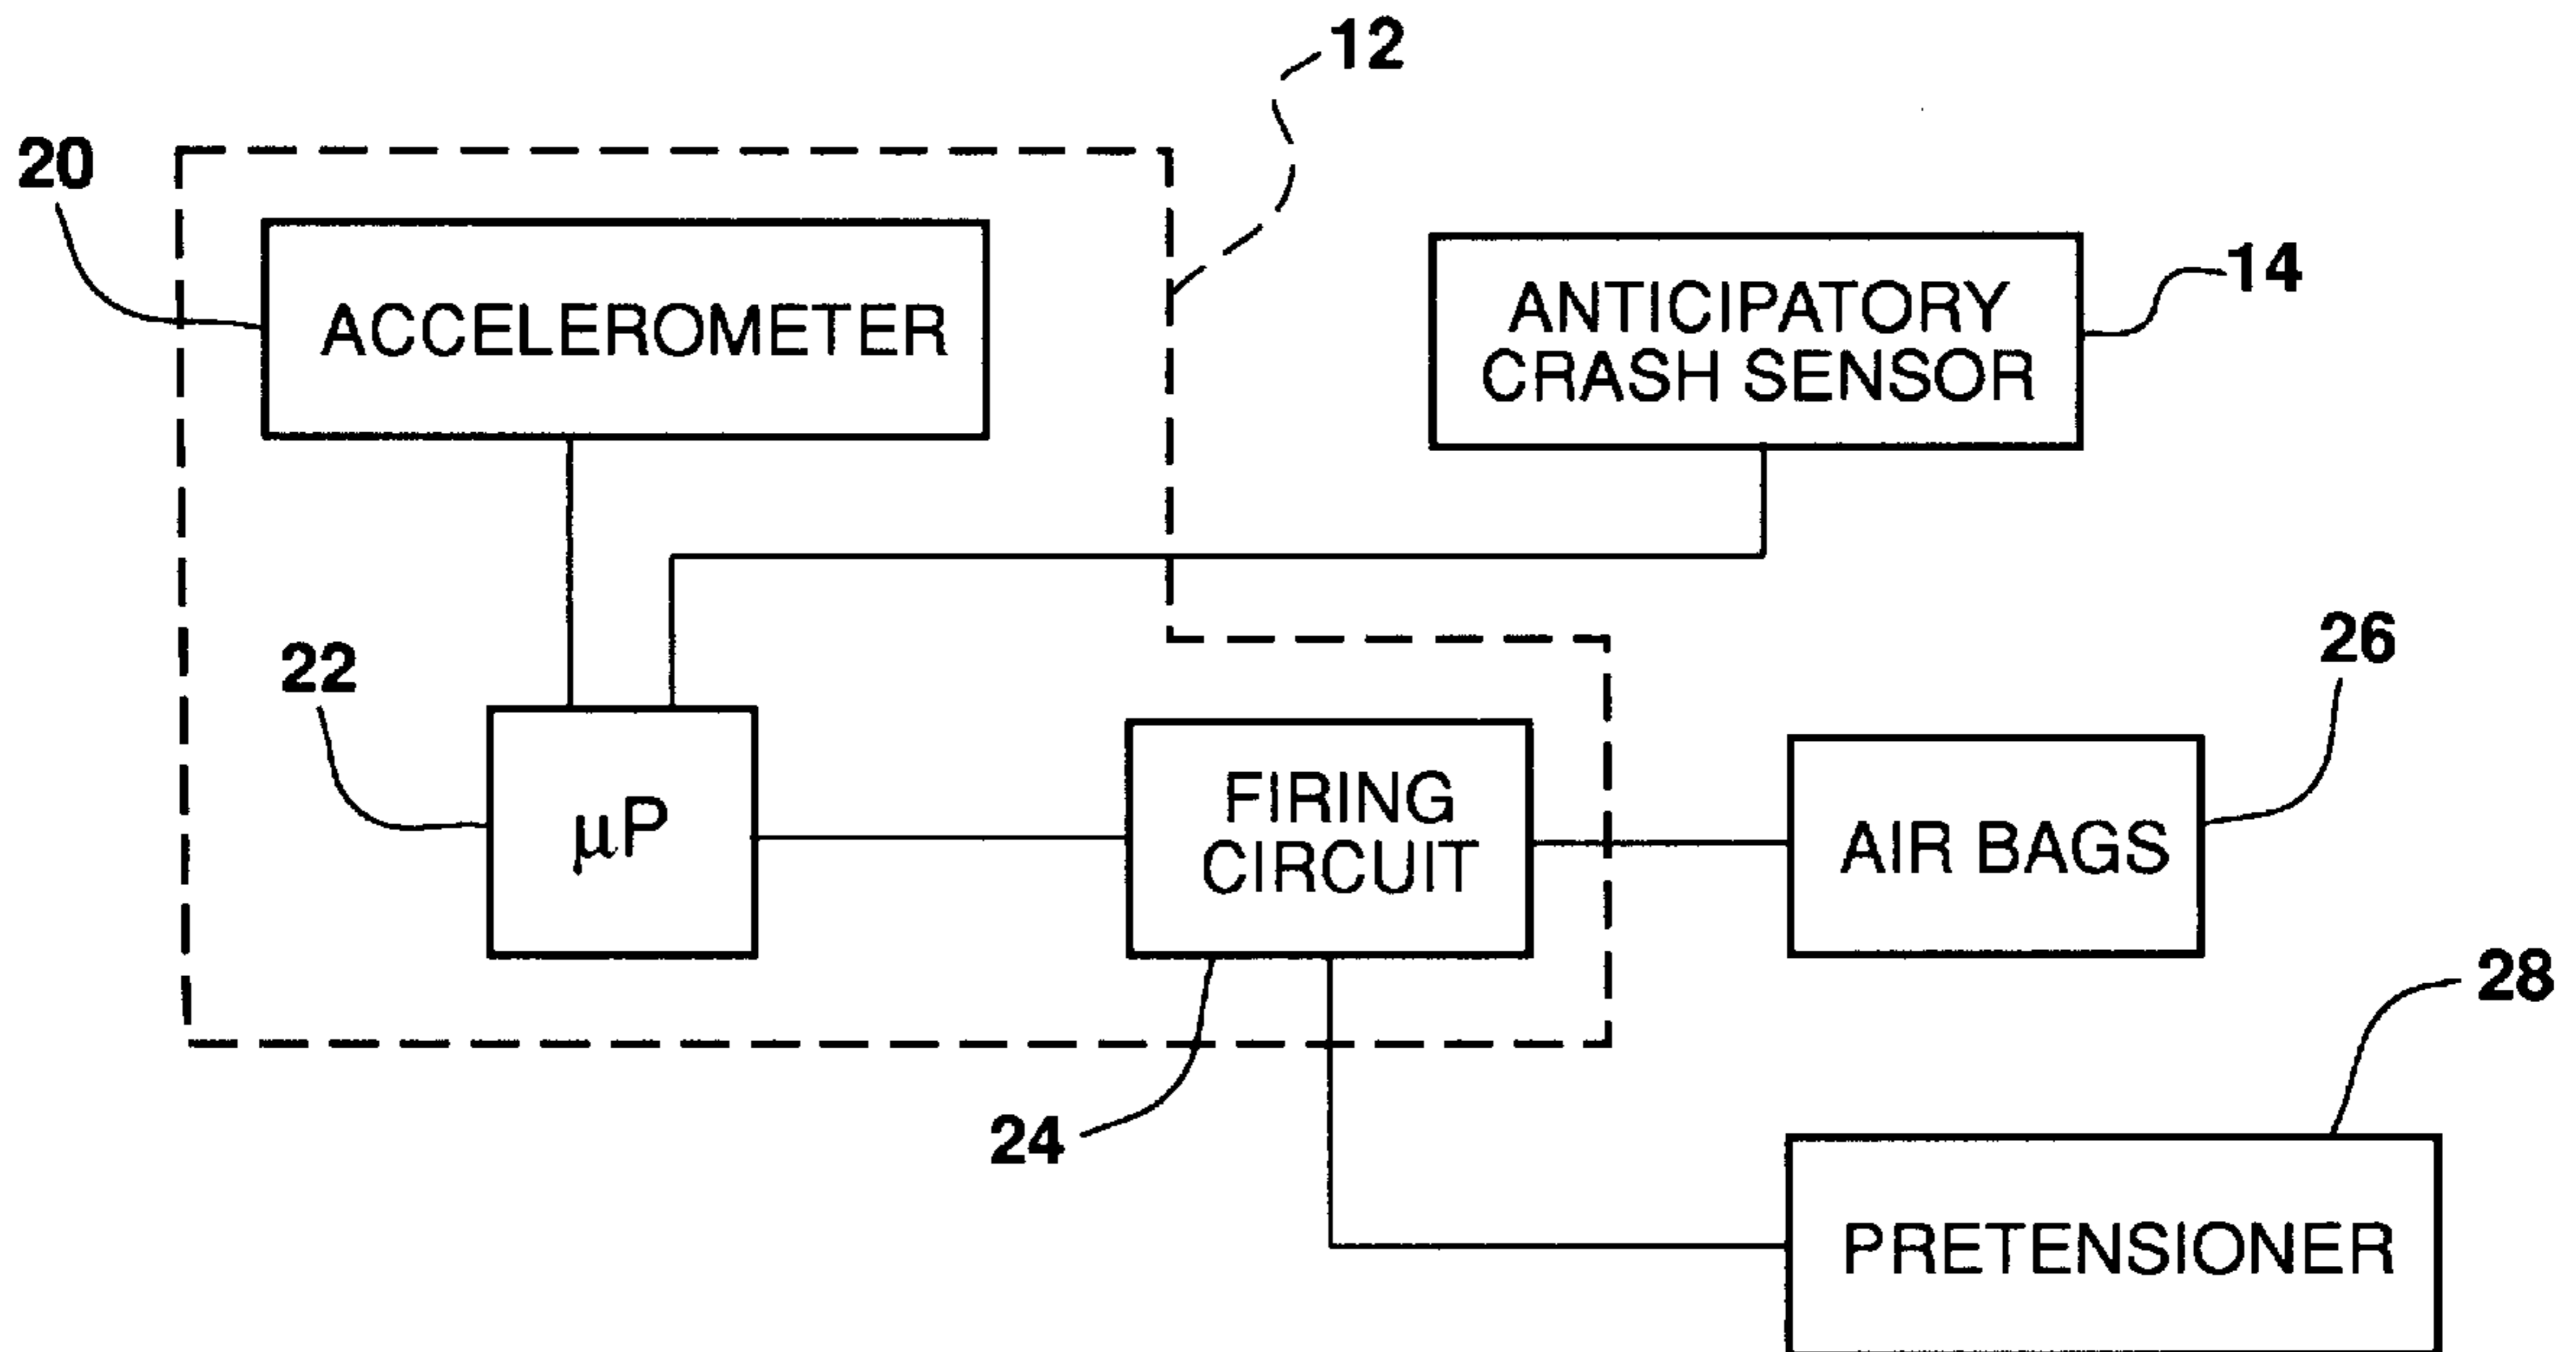 12
20
ACCELEROMETER
ANTICIPATORY
CRASH SENSOR
14
22
µP
FIRING
CIRCUIT
26
AIR BAGS
24
28
PRETENSIONER